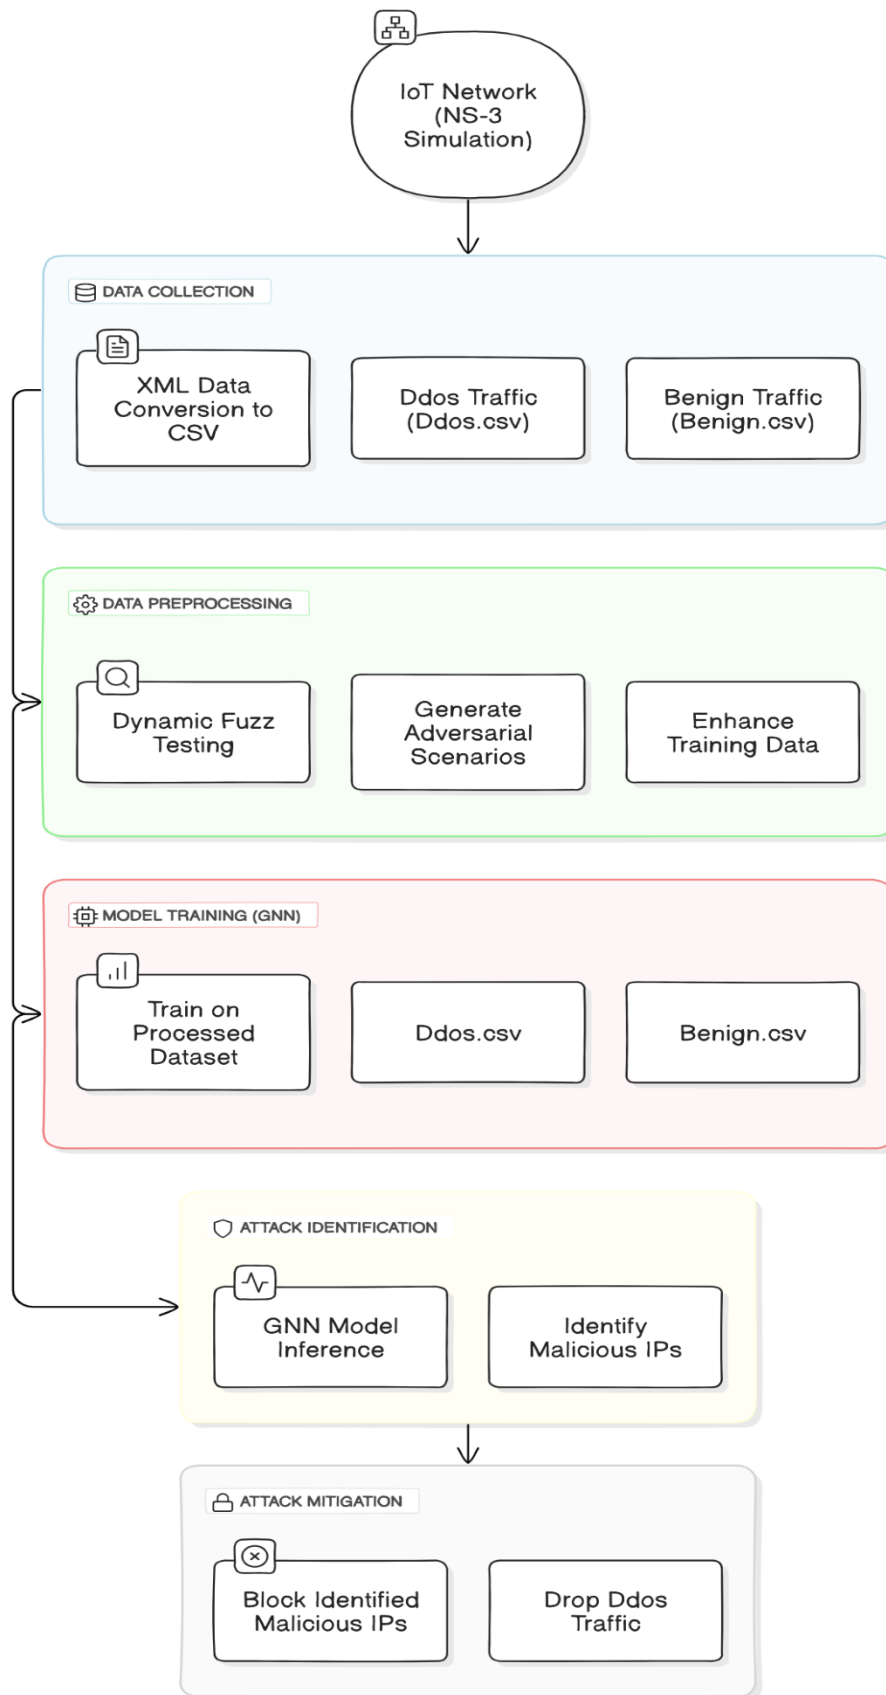 IoT Network
(NS-3
Simulation)
DATA COLLECTION
XML Data
Conversion to
CSV
Ddos Traffic
(Ddos.csv)
Benign Traffic
(Benign.csv)
DATA PREPROCESSING
Dynamic Fuzz
Testing
Generate
Adversarial
Scenarios
Enhance
Training Data
MODEL TRAINING (GNN)
Train on
Processed
Dataset
Ddos.csv
Benign.csv
ATTACK IDENTIFICATION
GNN Model
Inference
Identify
Malicious IPs
ATTACK MITIGATION
Block Identified
Malicious IPs
Drop Ddos
Traffic